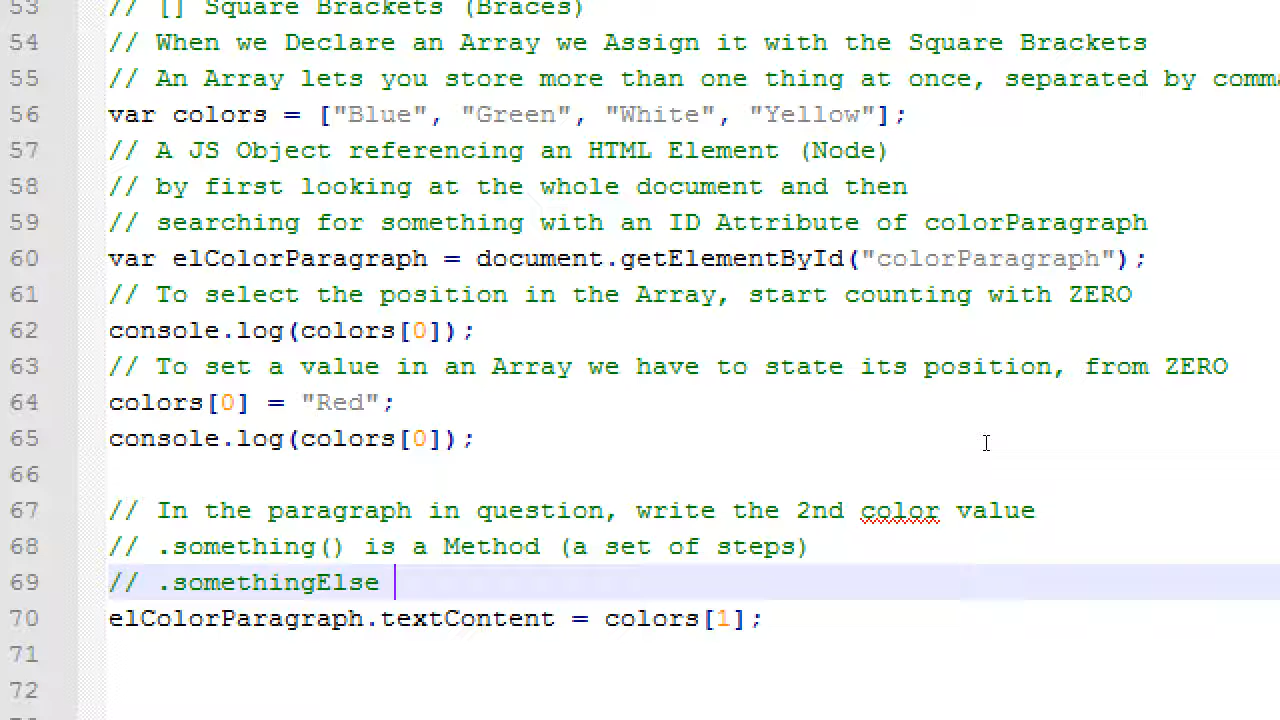 53 // [] Square Brackets (Braces)
54 // When we Declare an Array we Assign it with the Square Brackets
55 // An Array lets you store more than one thing at once, separated by comma
56 var colors = ["Blue", "Green", "White", "Yellow"];
57 // A JS Object referencing an HTML Element (Node)
58 // by first looking at the whole document and then
59 // searching for something with an ID Attribute of colorParagraph
60 var elColorParagraph = document.getElementById("colorParagraph");
61 // To select the position in the Array, start counting with ZERO
62 console.log(colors[0]);
63 // To set a value in an Array we have to state its position, from ZERO
64 colors[0] = "Red";
65 console.log(colors[0]);
66
67 // In the paragraph in question, write the 2nd color value
68 // .something() is a Method (a set of steps)
69 // .somethingElse
70 elColorParagraph.textContent = colors[1];
71
72